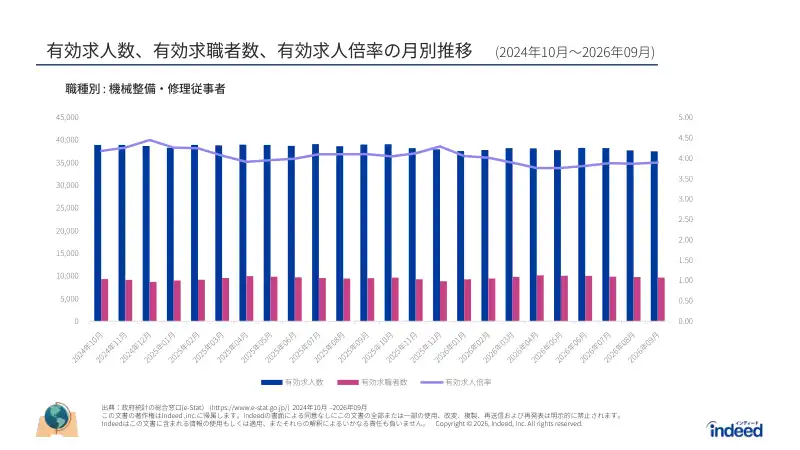 有効求人数、有効求職者数、有効求人倍率の月別推移 (2024年10月～2026年09月)
職種別 : 機械整備・修理従事者
45,000
40,000
35,000
30,000
25,000
20,000
15,000
10,000
5,000
0
5.00
4.50
4.00
3.50
3.00
2.50
2.00
1.50
1.00
0.50
0.00
2024年10月
2024年11月
2024年12月
2025年01月
2025年02月
2025年03月
2025年04月
2025年05月
2025年06月
2025年07月
2025年08月
2025年09月
2025年10月
2025年11月
2025年12月
2026年01月
2026年02月
2026年03月
2026年04月
2026年05月
2026年06月
2026年07月
2026年08月
2026年09月
有効求人数 有効求職者数 有効求人倍率
出典：政府統計の総合窓口(e-Stat) (https://www.e-stat.go.jp/) 2024年10月 –2026年09月
この文書の著作権はIndeed ,inc.に帰属します。Indeedの書面による同意なしにこの文書の全部または一部の使用、改変、複製、再送信および再発表は明示的に禁止されます。
Indeedはこの文書に含まれる情報の使用もしくは適用、またそれらの解釈によるいかなる責任も負いません。 Copyright © 2026, Indeed, Inc. All rights reserved.
インディード
indeed